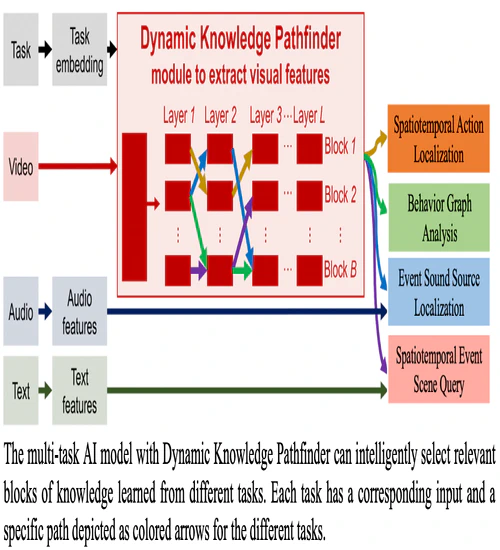 Task
Task
embedding
Dynamic Knowledge Pathfinder
module to extract visual features
Layer 1 Layer 2 Layer 3 ··· Layer L
Block 1
Block 2
Block B
Video
Audio
Audio
features
Text
Text
features
Spatiotemporal Action
Localization
Behavior Graph
Analysis
Event Sound Source
Localization
Spatiotemporal Event
Scene Query
The multi-task AI model with Dynamic Knowledge Pathfinder can intelligently select relevant
blocks of knowledge learned from different tasks. Each task has a corresponding input and a
specific path depicted as colored arrows for the different tasks.